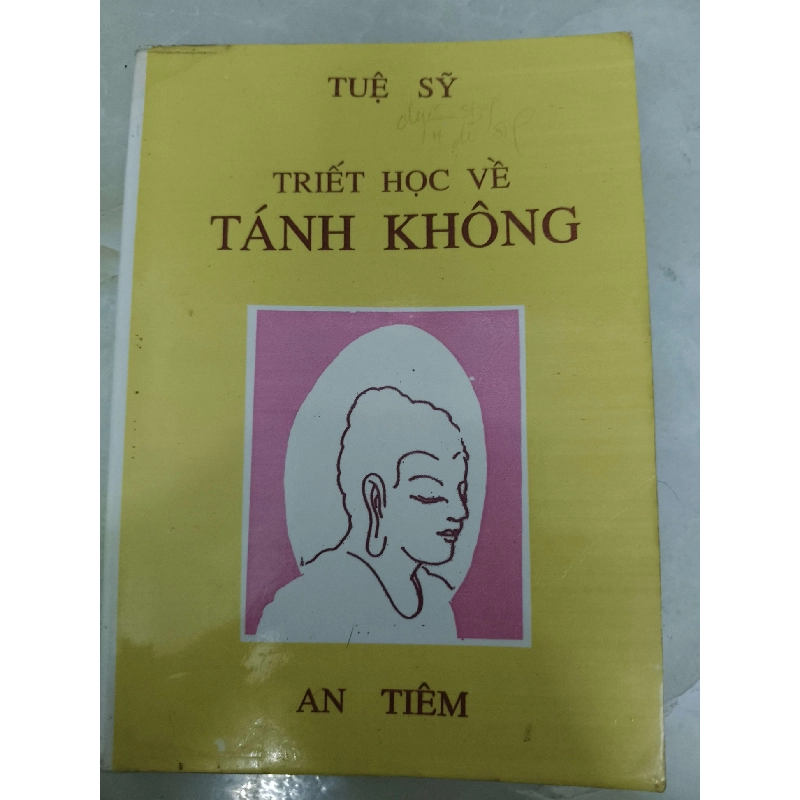 TUỆ SỸ
TRIẾT HỌC VỀ
TÁNH KHÔNG
AN TIÊM